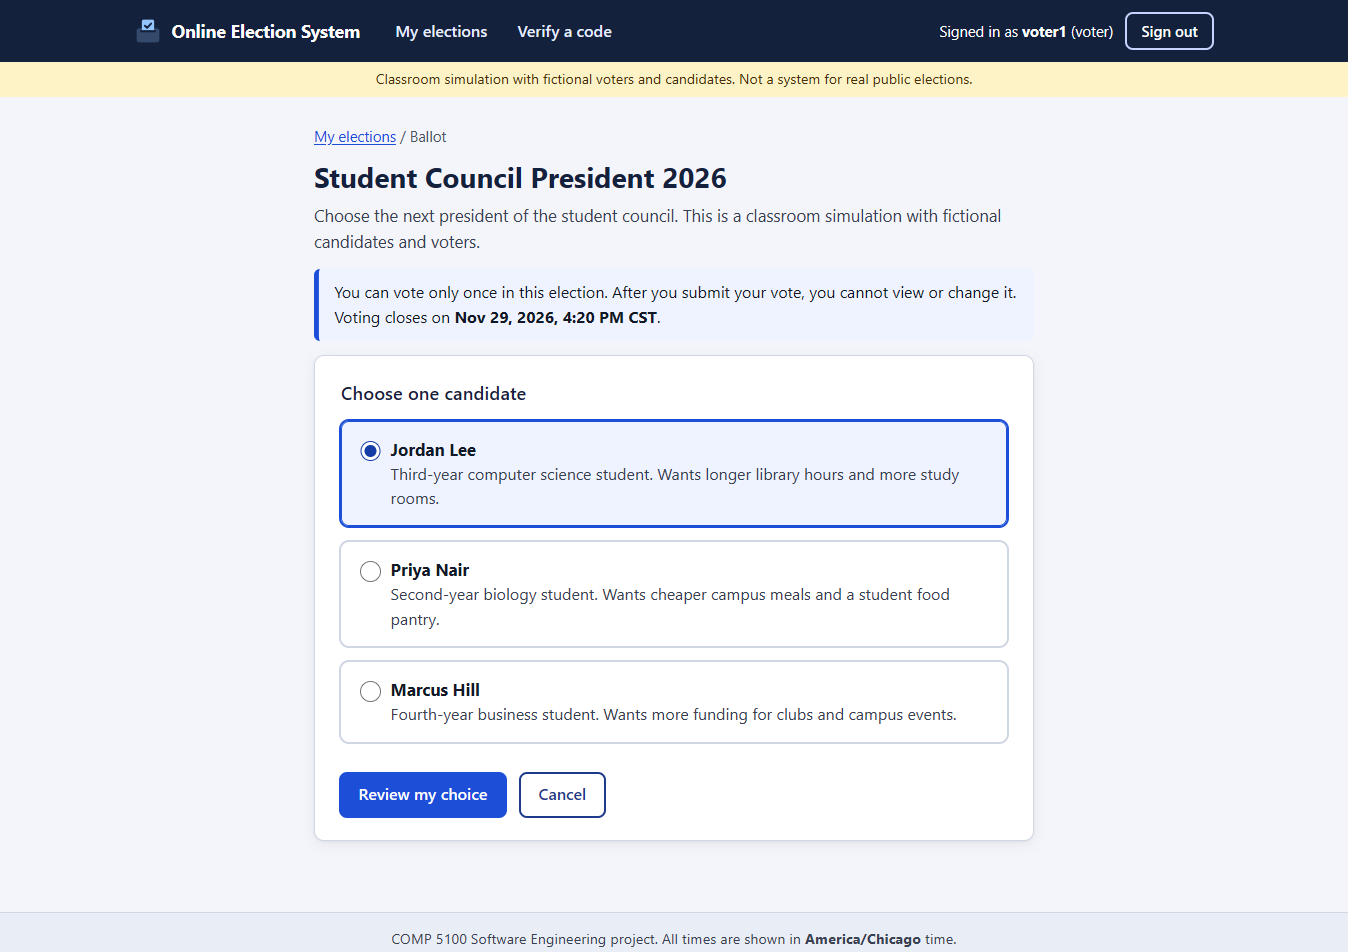 Online Election System
My elections
Verify a code
Signed in as voter1 (voter)
Sign out
Classroom simulation with fictional voters and candidates. Not a system for real public elections.
My elections / Ballot
Student Council President 2026
Choose the next president of the student council. This is a classroom simulation with fictional
candidates and voters.
You can vote only once in this election. After you submit your vote, you cannot view or change it.
Voting closes on Nov 29, 2026, 4:20 PM CST.
Choose one candidate
Jordan Lee
Third-year computer science student. Wants longer library hours and more study
rooms.
Priya Nair
Second-year biology student. Wants cheaper campus meals and a student food
pantry.
Marcus Hill
Fourth-year business student. Wants more funding for clubs and campus events.
Review my choice
Cancel
COMP 5100 Software Engineering project. All times are shown in America/Chicago time.